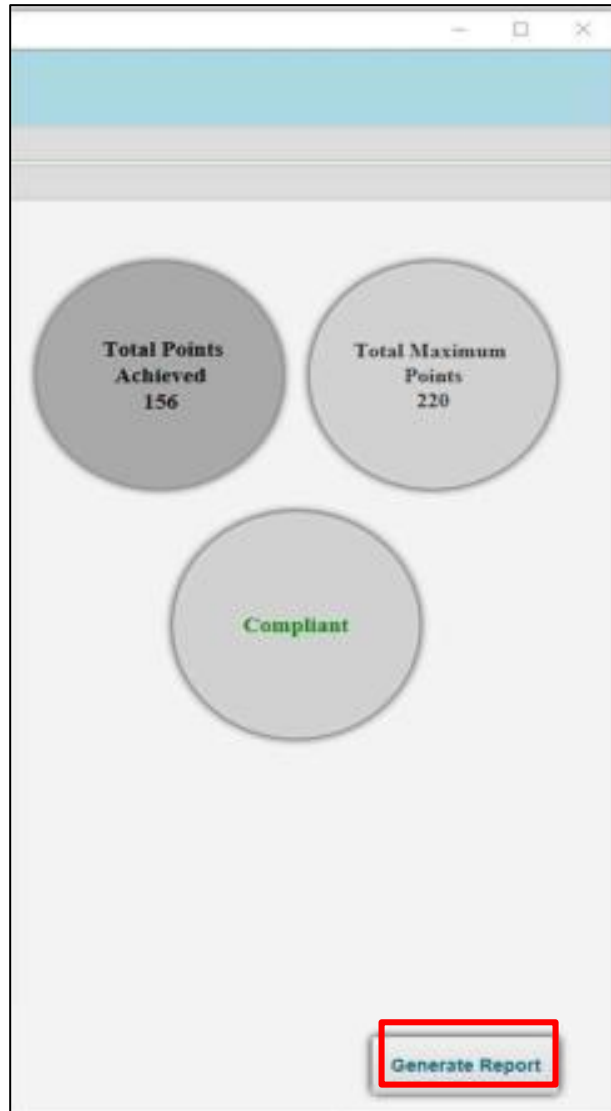 Total Points
Achieved
156
Total Maximum
Points
220
Compliant
Generate Report